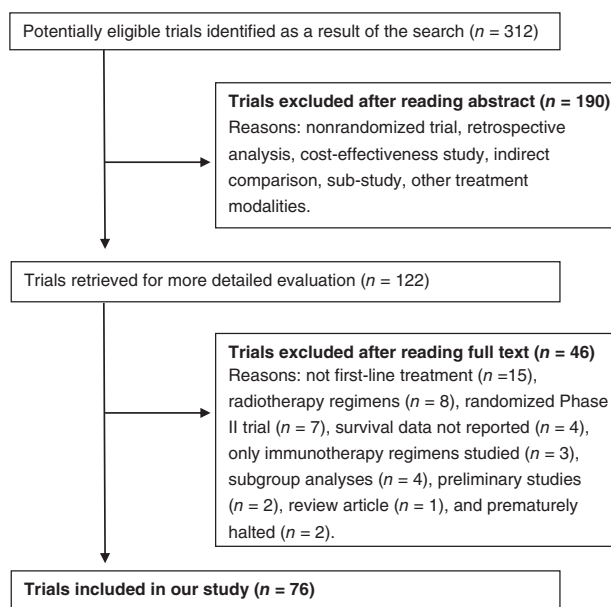 Potentially eligible trials identified as a result of the search (n = 312)
Trials excluded after reading abstract (n = 190)
Reasons: nonrandomized trial, retrospective
analysis, cost-effectiveness study, indirect
comparison, sub-study, other treatment
modalities.
Trials retrieved for more detailed evaluation (n = 122)
Trials excluded after reading full text (n = 46)
Reasons: not first-line treatment (n =15),
radiotherapy regimens (n = 8), randomized Phase
II trial (n = 7), survival data not reported (n = 4),
only immunotherapy regimens studied (n = 3),
subgroup analyses (n = 4), preliminary studies
(n = 2), review article (n = 1), and prematurely
halted (n = 2).
Trials included in our study (n = 76)